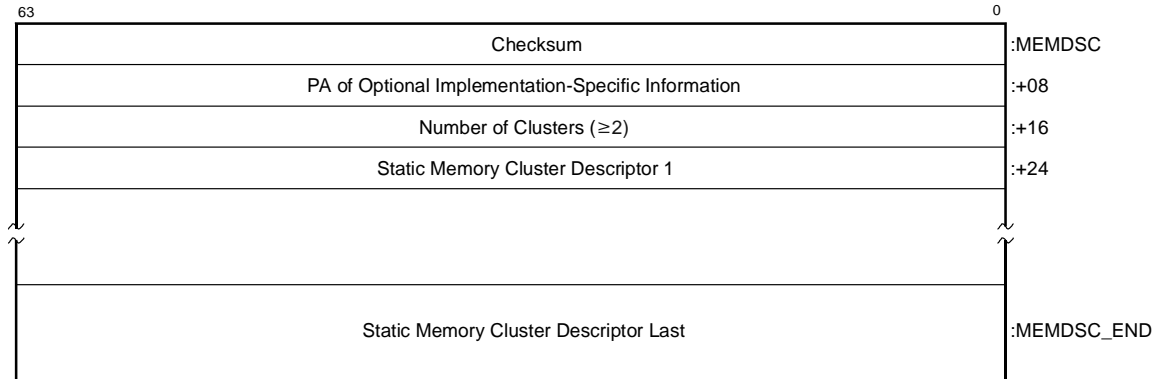 63 0
Checksum :MEMDSC
PA of Optional Implementation-Specific Information :+08
Number of Clusters (≥2) :+16
Static Memory Cluster Descriptor 1 :+24
Static Memory Cluster Descriptor Last :MEMDSC_END